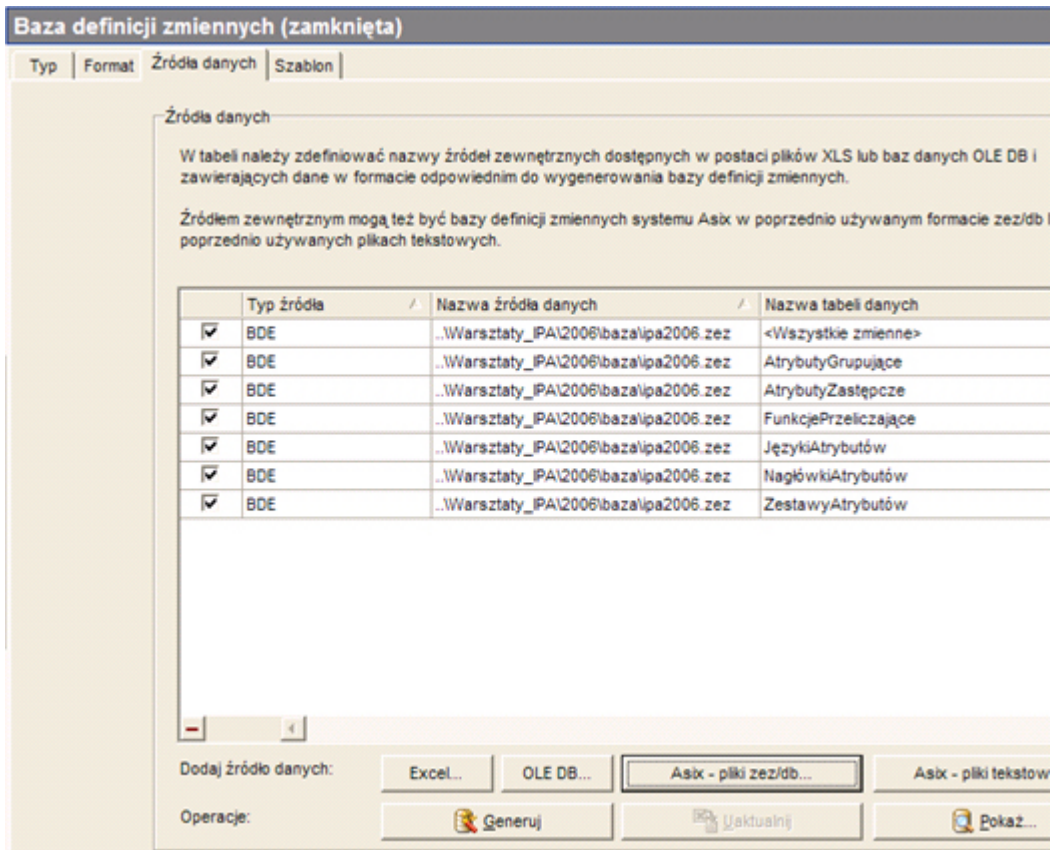 Baza definicji zmiennych (zamknięta)
Typ Format Źródła danych Szablon
Źródła danych
W tabeli należy zdefiniować nazwy źródeł zewnętrznych dostępnych w postaci plików XLS lub baz danych OLE DB i
zawierających dane w formacie odpowiednim do wygenerowania bazy definicji zmiennych.
Źródłem zewnętrznym mogą też być bazy definicji zmiennych systemu Asix w poprzednio używanym formacie zez/db
poprzednio używanych plikach tekstowych.
Typ źródła Nazwa źródła danych Nazwa tabeli danych
BDE ..\Warsztaty_IPA\2006\baza\ipa2006.zez <Wszystkie zmienne>
BDE ..\Warsztaty_IPA\2006\baza\ipa2006.zez AtrybutyGrupujące
BDE ..\Warsztaty_IPA\2006\baza\ipa2006.zez AtrybutyZastępcze
BDE ..\Warsztaty_IPA\2006\baza\ipa2006.zez FunkcjePrzeliczające
BDE ..\Warsztaty_IPA\2006\baza\ipa2006.zez JęzykiAtrybutów
BDE ..\Warsztaty_IPA\2006\baza\ipa2006.zez NagłówkiAtrybutów
BDE ..\Warsztaty_IPA\2006\baza\ipa2006.zez ZestawyAtrybutów
Dodaj źródło danych: Excel... OLE DB... Asix - pliki zez/db... Asix - pliki tekstow
Operacje: Generuj Uaktualnij Pokaż...